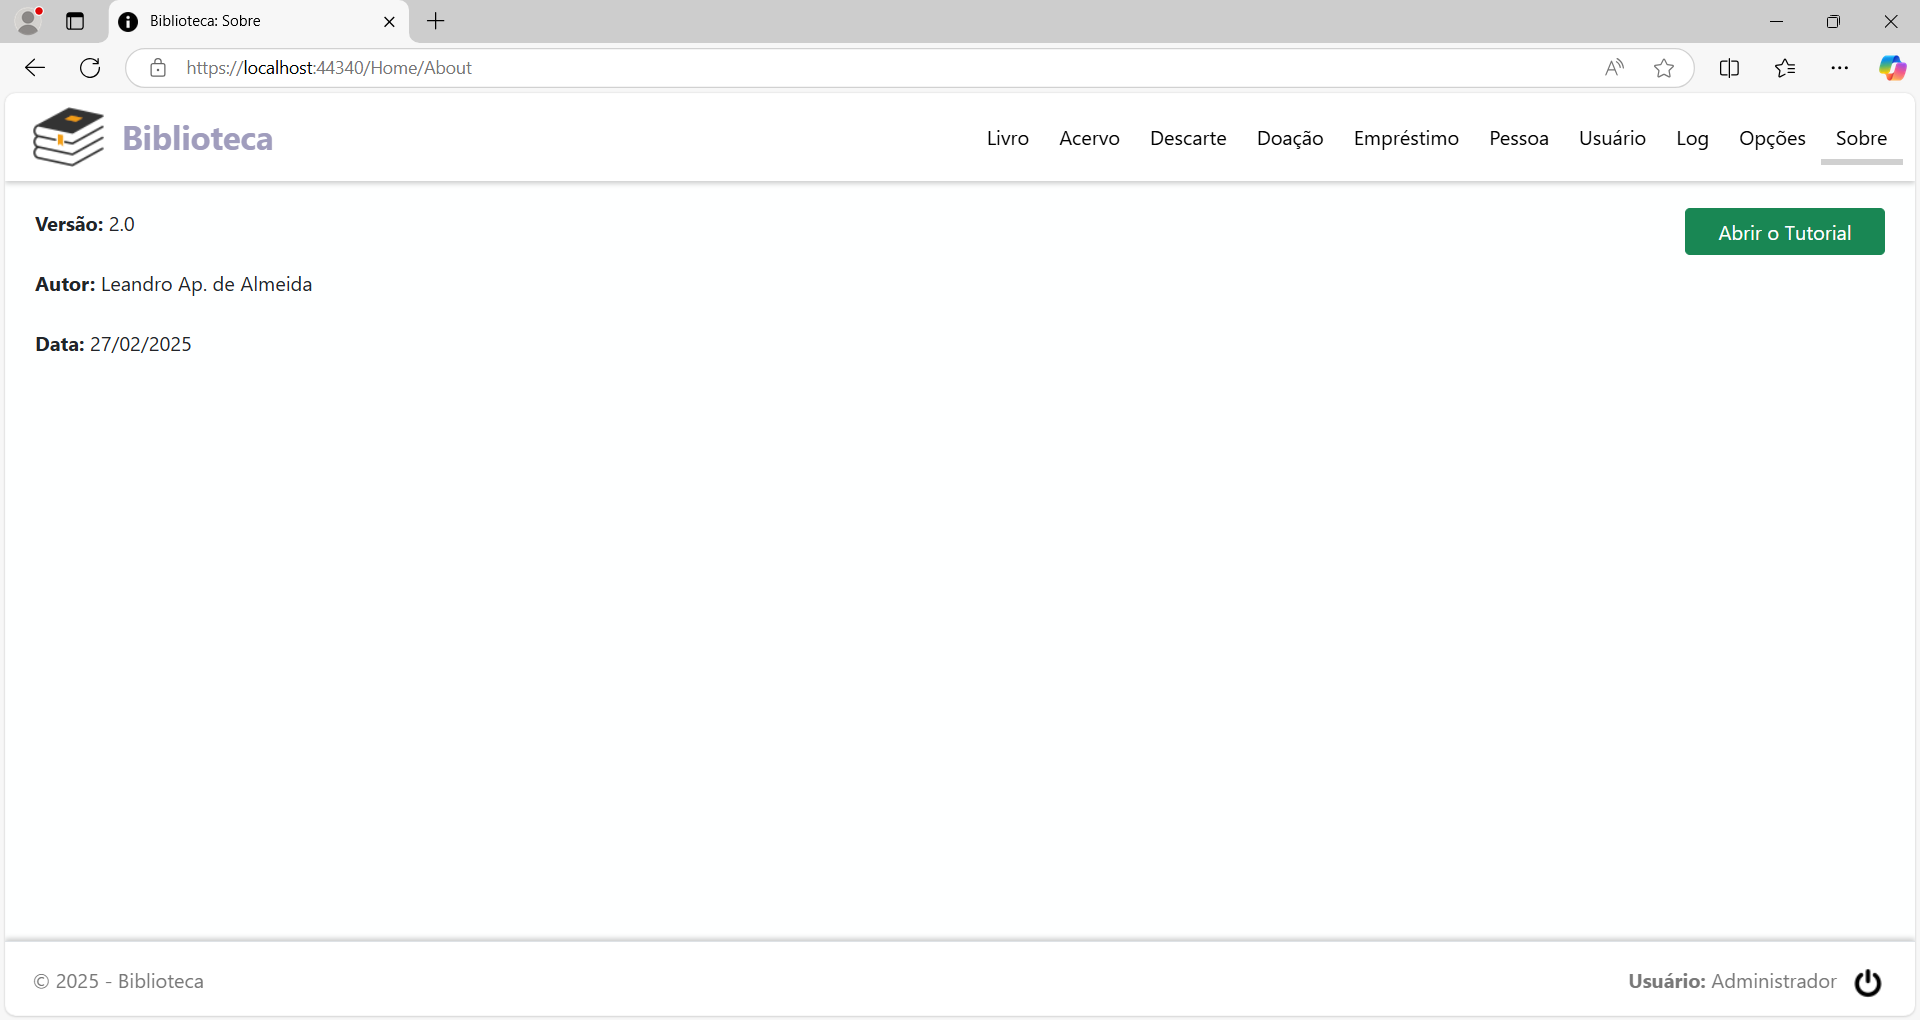 Biblioteca: Sobre
https://localhost:44340/Home/About
Biblioteca
Livro Acervo Descarte Doação Empréstimo Pessoa Usuário Log Opções Sobre
Versão: 2.0
Abrir o Tutorial
Autor: Leandro Ap. de Almeida
Data: 27/02/2025
© 2025 - Biblioteca
Usuário: Administrador